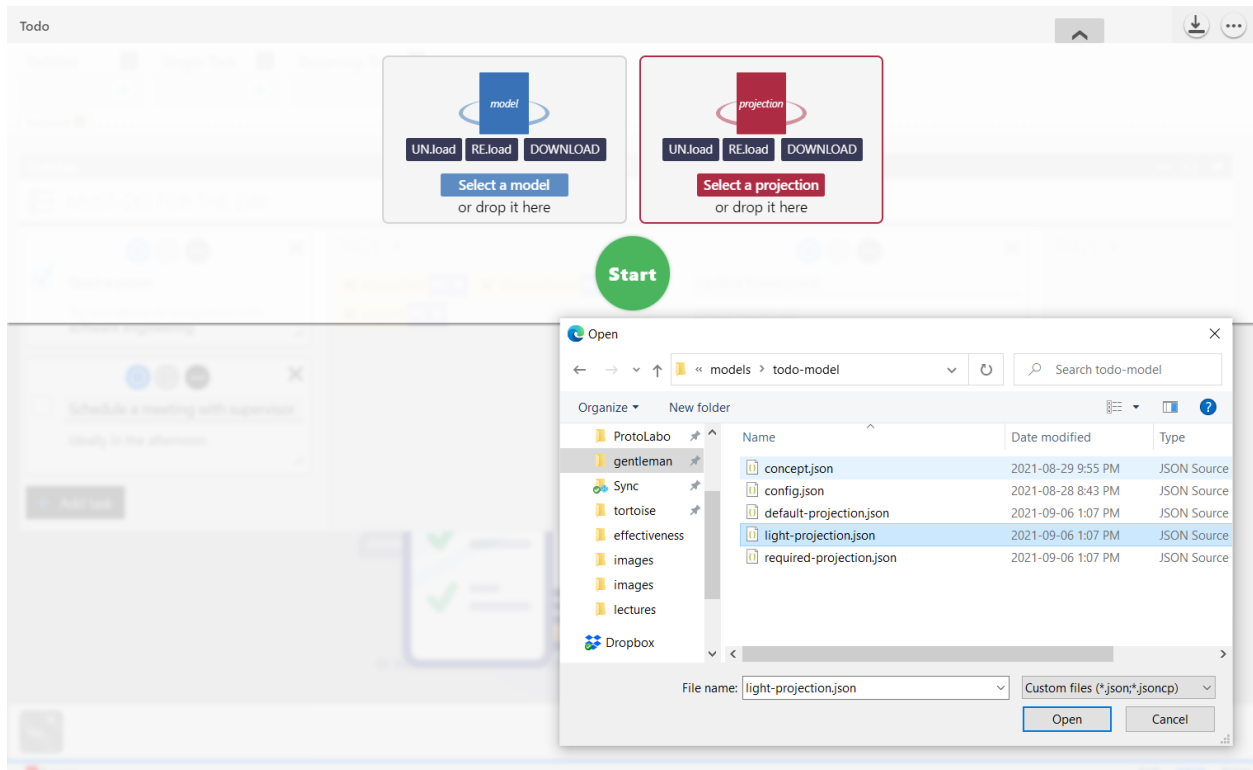 Todo
model
UN.load RE.load DOWNLOAD
Select a model
or drop it here
projection
UN.load RE.load DOWNLOAD
Select a projection
or drop it here
Start
Schedule a meeting with supervisor
Ideally in the afternoon
Add task
Open
« models > todo-model
Search todo-model
Organize New folder
ProtoLabo
gentleman
Sync
tortoise
effectiveness
images
images
lectures
Dropbox
Name Date modified Type
concept.json 2021-08-29 9:55 PM JSON Source
config.json 2021-08-28 8:43 PM JSON Source
default-projection.json 2021-09-06 1:07 PM JSON Source
light-projection.json 2021-09-06 1:07 PM JSON Source
required-projection.json 2021-09-06 1:07 PM JSON Source
File name: light-projection.json Custom files (*.json;*.jsoncp)
Open Cancel